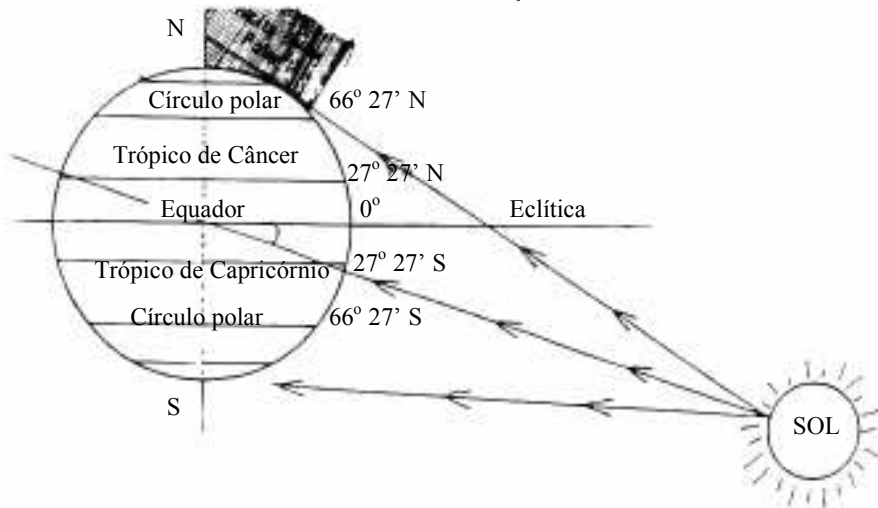 N
Círculo polar
66º 27' N
Trópico de Câncer
27º 27' N
Equador
0º
Eclítica
Trópico de Capricórnio
27º 27' S
Círculo polar
66º 27' S
S
SOL